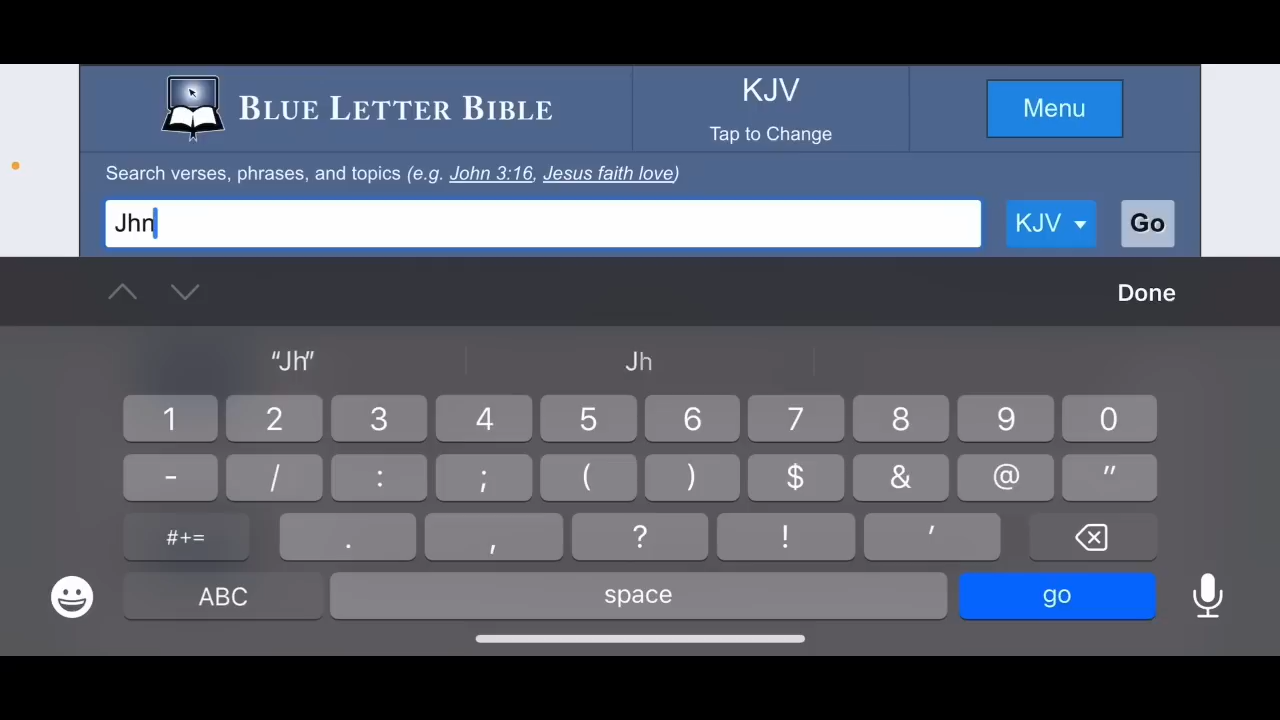 BLUE LETTER BIBLE
KJV
Tap to Change
Menu
Search verses, phrases, and topics (e.g. John 3:16, Jesus faith love)
Jhn
KJV
Go
Done
“Jh” Jh
1 2 3 4 5 6 7 8 9 0
- / : ; ( ) $ & @ "
#+= . , ? ! '
ABC space go